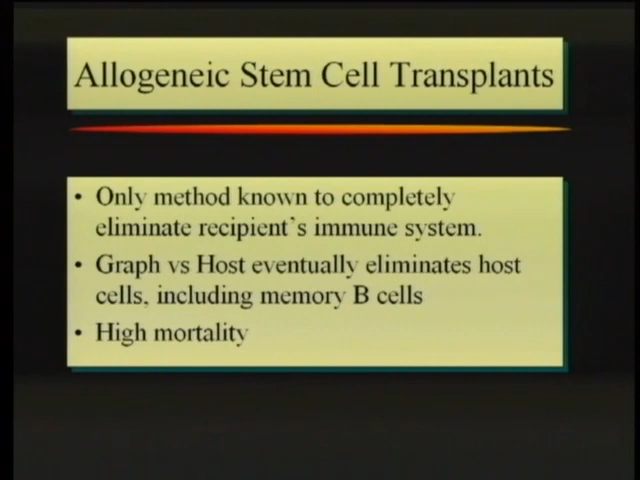 Allogeneic Stem Cell Transplants
• Only method known to completely
eliminate recipient's immune system.
• Graph vs Host eventually eliminates host
cells, including memory B cells
• High mortality